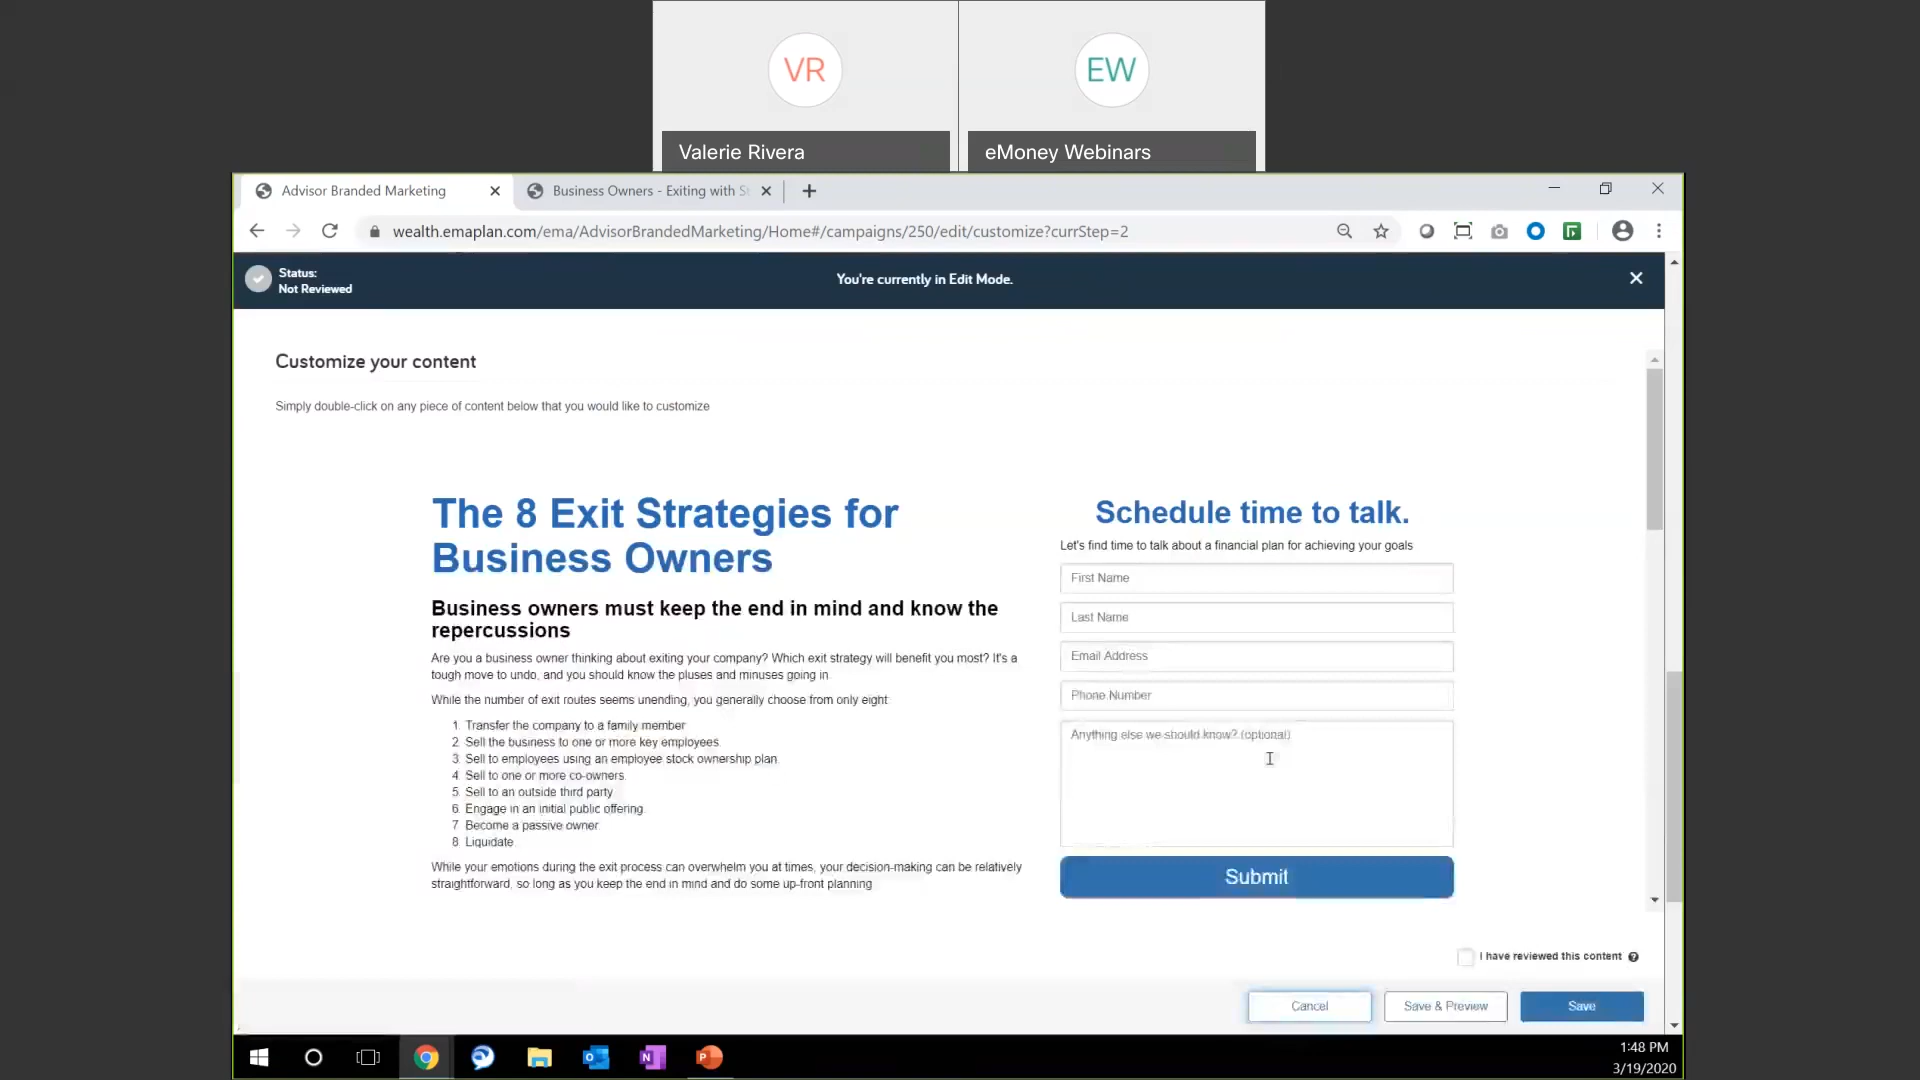 VR
EW
Valerie Rivera
eMoney Webinars
Advisor Branded Marketing
Business Owners - Exiting with St
wealth.emaplan.com/ema/AdvisorBrandedMarketing/Home#/campaigns/250/edit/customize?currStep=2
Status:
Not Reviewed
You're currently in Edit Mode.
Customize your content
Simply double-click on any piece of content below that you would like to customize
The 8 Exit Strategies for
Business Owners
Business owners must keep the end in mind and know the
repercussions
Are you a business owner thinking about exiting your company? Which exit strategy will benefit you most? It's a
tough move to undo, and you should know the pluses and minuses going in.
While the number of exit routes seems unending, you generally choose from only eight:
1. Transfer the company to a family member
2. Sell the business to one or more key employees.
3. Sell to employees using an employee stock ownership plan.
4. Sell to one or more co-owners.
5. Sell to an outside third party
6. Engage in an initial public offering.
7. Become a passive owner.
8. Liquidate.
While your emotions during the exit process can overwhelm you at times, your decision-making can be relatively
straightforward, so long as you keep the end in mind and do some up-front planning
Schedule time to talk.
Let's find time to talk about a financial plan for achieving your goals
First Name
Last Name
Email Address
Phone Number
Anything else we should know? (optional)
Submit
I have reviewed this content
Cancel
Save & Preview
Save
1:48 PM
3/19/2020